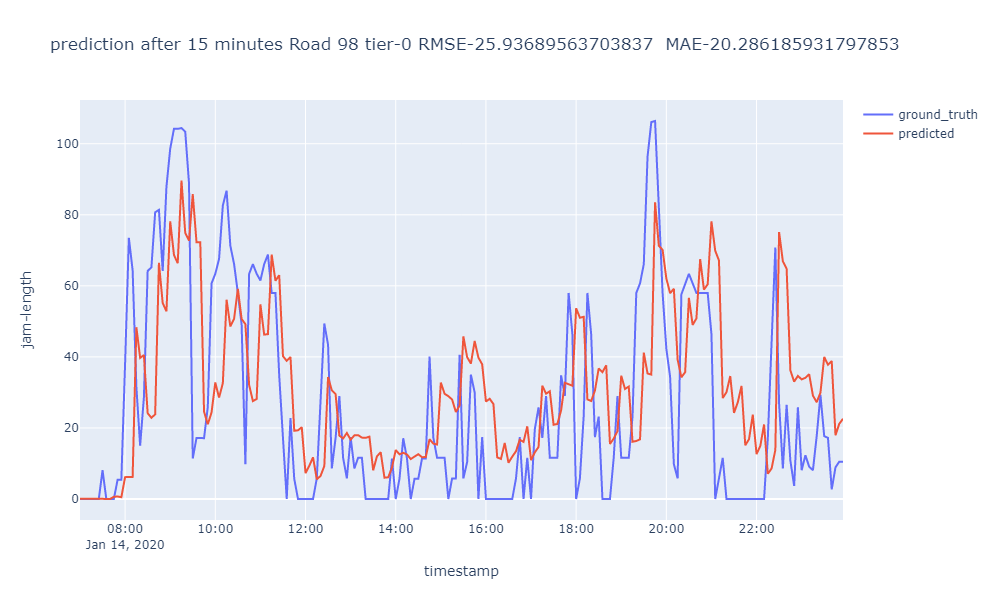 prediction after 15 minutes Road 98 tier-0 RMSE-25.93689563703837  MAE-20.286185931797853
ground_truth
predicted
100
80
60
40
20
0
jam-length
08:00 10:00 12:00 14:00 16:00 18:00 20:00 22:00
Jan 14, 2020
timestamp